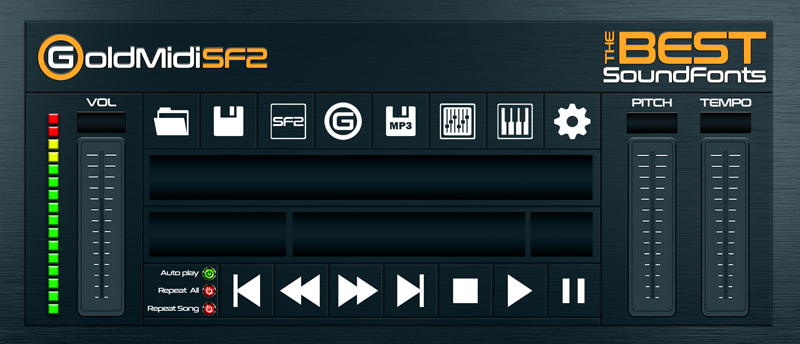 GoldMidiSF2
THE BEST
SoundFonts
VOL
SF2
G
MP3
PITCH
TEMPO
Auto play
Repeat All
Repeat Song